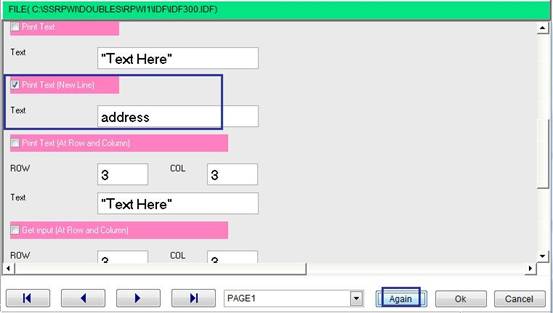 FILE( C:\SSRPWI\DOUBLES\RPWI1\IDF\IDF300.IDF)
Print Text
Text "Text Here"
Print Text (New Line)
Text address
Print Text (At Row and Column)
ROW 3 COL 3
Text "Text Here"
Get input (At Row and Column)
ROW 3 COL 3
PAGE1 Again Ok Cancel